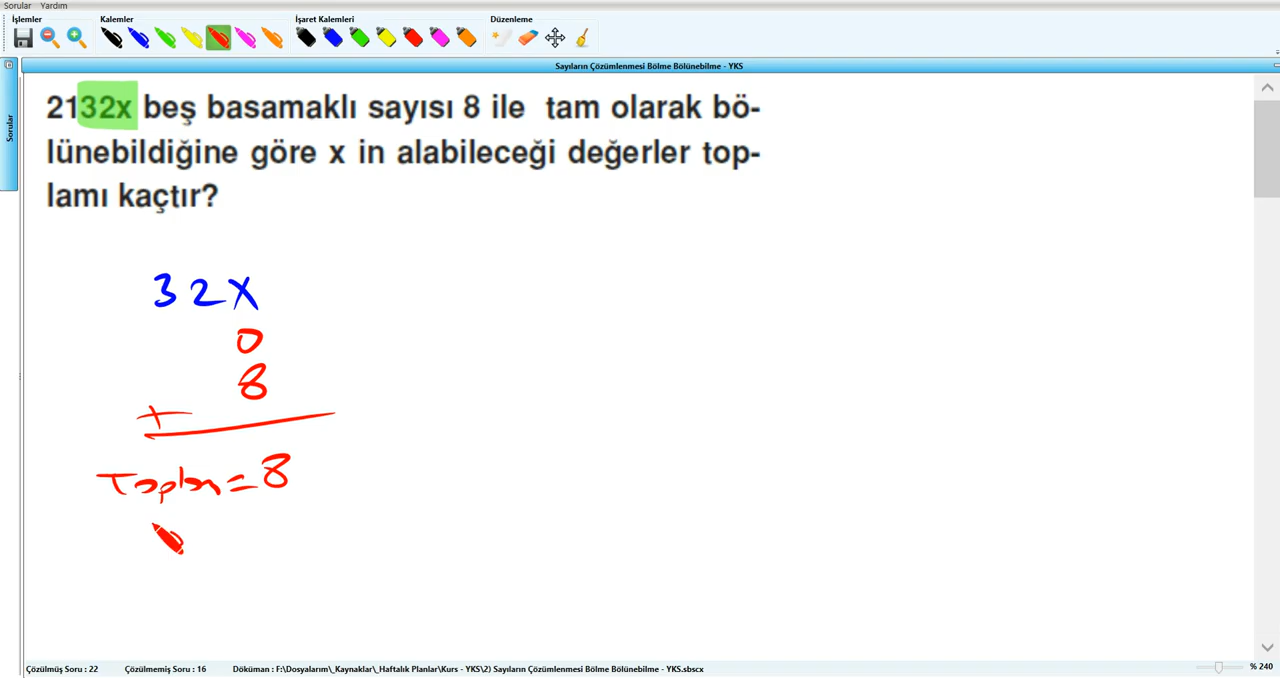 Sorular Yardım
İşlemler Kalemler İşaret Kalemleri Düzenleme
Sayıların Çözümlenmesi Bölme Bölünebilme - YKS
Sorular
2132x beş basamaklı sayısı 8 ile tam olarak bö-
lünebildiğine göre x in alabileceği değerler top-
lamı kaçtır?
32X
0
8
+
Toplam = 8
Çözülmüş Soru : 22 Çözülmemiş Soru : 16 Döküman : F:\Dosyalarım\_Kaynaklar\_Haftalık Planlar\Kurs - YKS\2) Sayıların Çözümlenmesi Bölme Bölünebilme - YKS.sbscx % 240